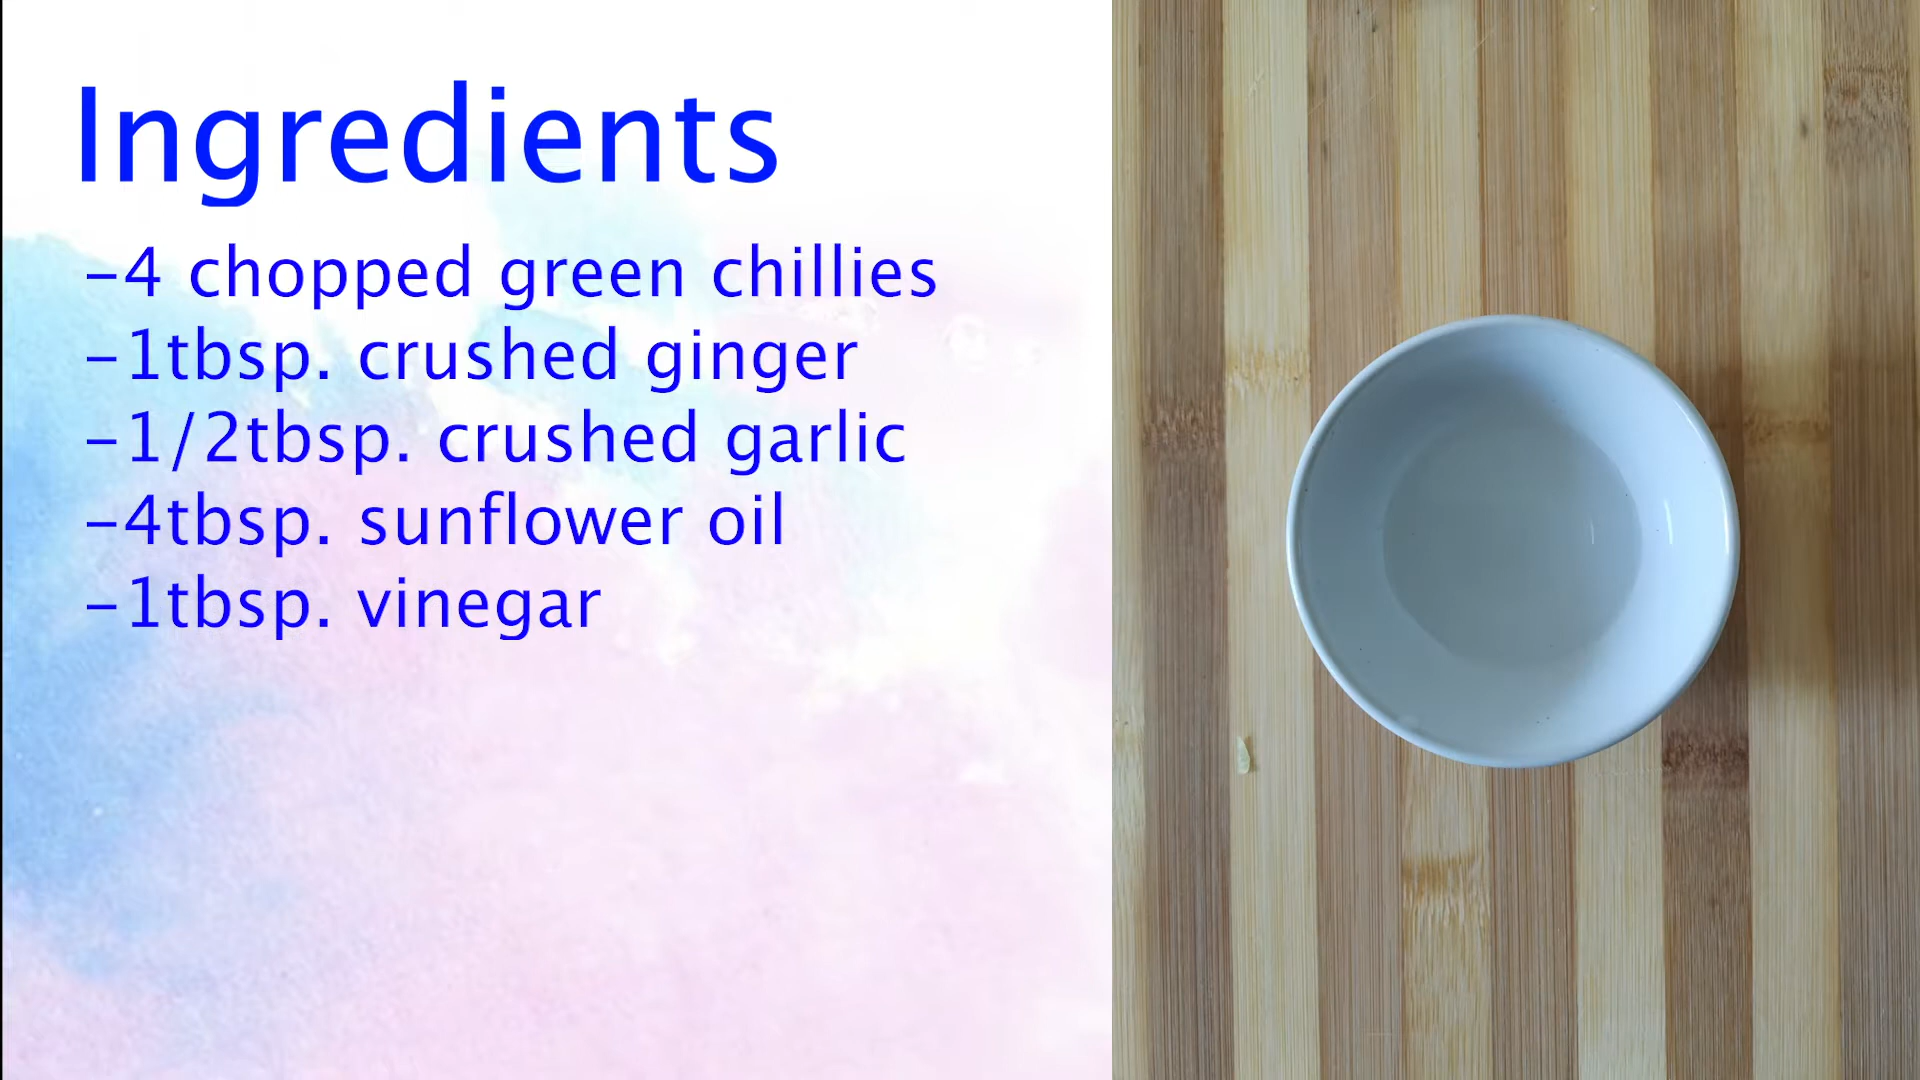 Ingredients
-4 chopped green chillies
-1tbsp. crushed ginger
-1/2tbsp. crushed garlic
-4tbsp. sunflower oil
-1tbsp. vinegar